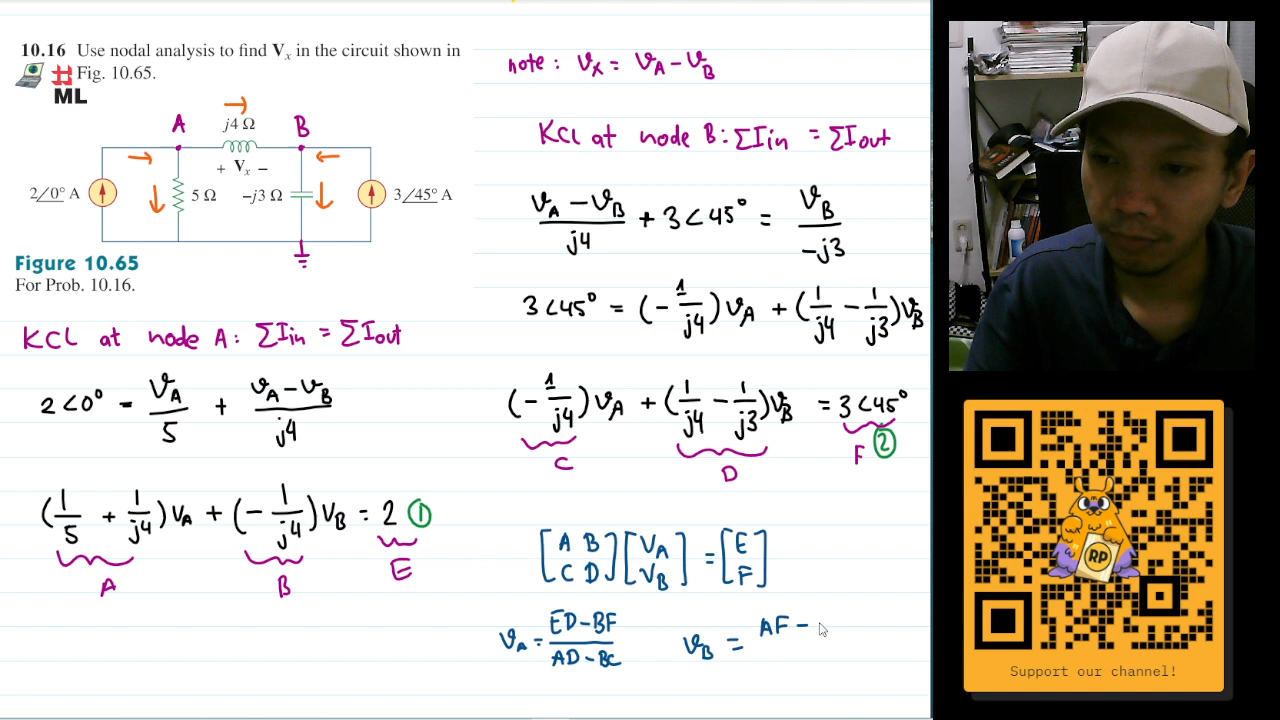 10.16 Use nodal analysis to find Vx in the circuit shown in
Fig. 10.65.
ML
A
j4 Ω
B
+ Vx −
2∠0° A
5 Ω
−j3 Ω
3∠45° A
Figure 10.65
For Prob. 10.16.
KCL at node A: ΣIin = ΣIout
2<0° = VA/5 + (VA − VB)/j4
(1/5 + 1/j4)VA + (−1/j4)VB = 2 ①
A B E
note: Vx = VA − VB
KCL at node B: ΣIin = ΣIout
(VA − VB)/j4 + 3<45° = VB/−j3
3<45° = (−1/j4)VA + (1/j4 − 1/j3)VB
(−1/j4)VA + (1/j4 − 1/j3)VB = 3<45°
C D F ②
[A B] [VA] = [E]
[C D] [VB] [F]
VA = (ED − BF)/(AD − BC) VB = AF −
RP
Support our channel!